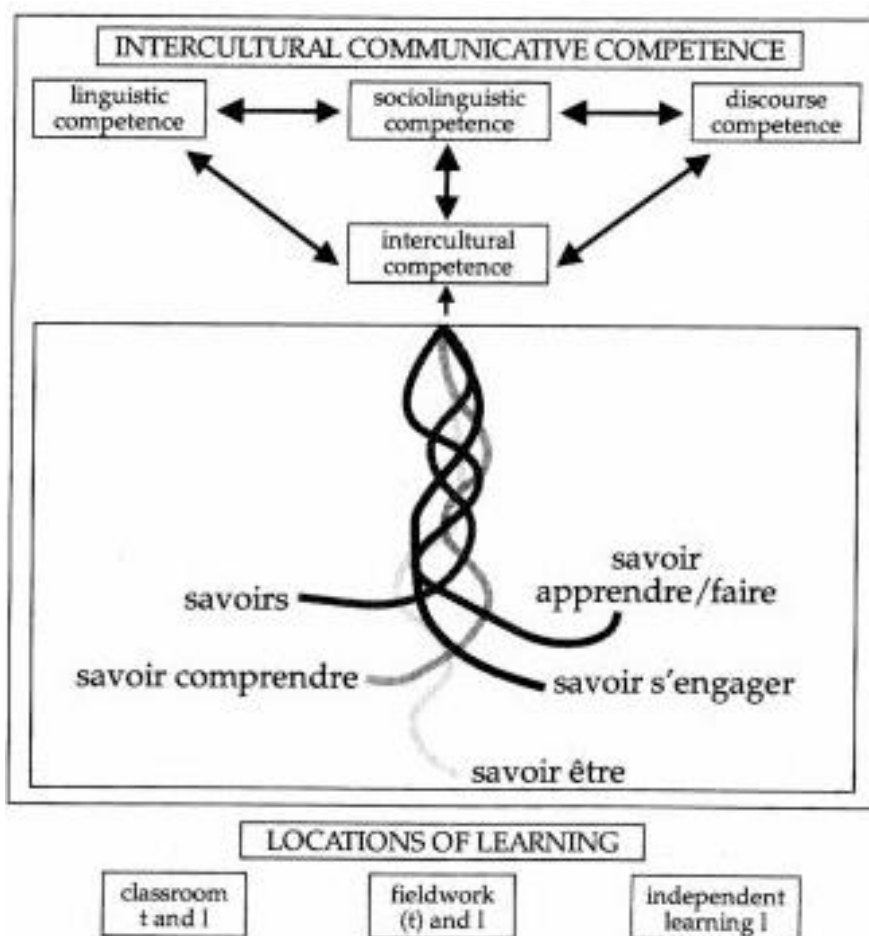 INTERCULTURAL COMMUNICATIVE COMPETENCE
linguistic
competence
sociolinguistic
competence
discourse
competence
intercultural
competence
savoir
apprendre/faire
savoirs
savoir comprendre
savoir s'engager
savoir être
LOCATIONS OF LEARNING
classroom
t and l
fieldwork
(t) and l
independent
learning l